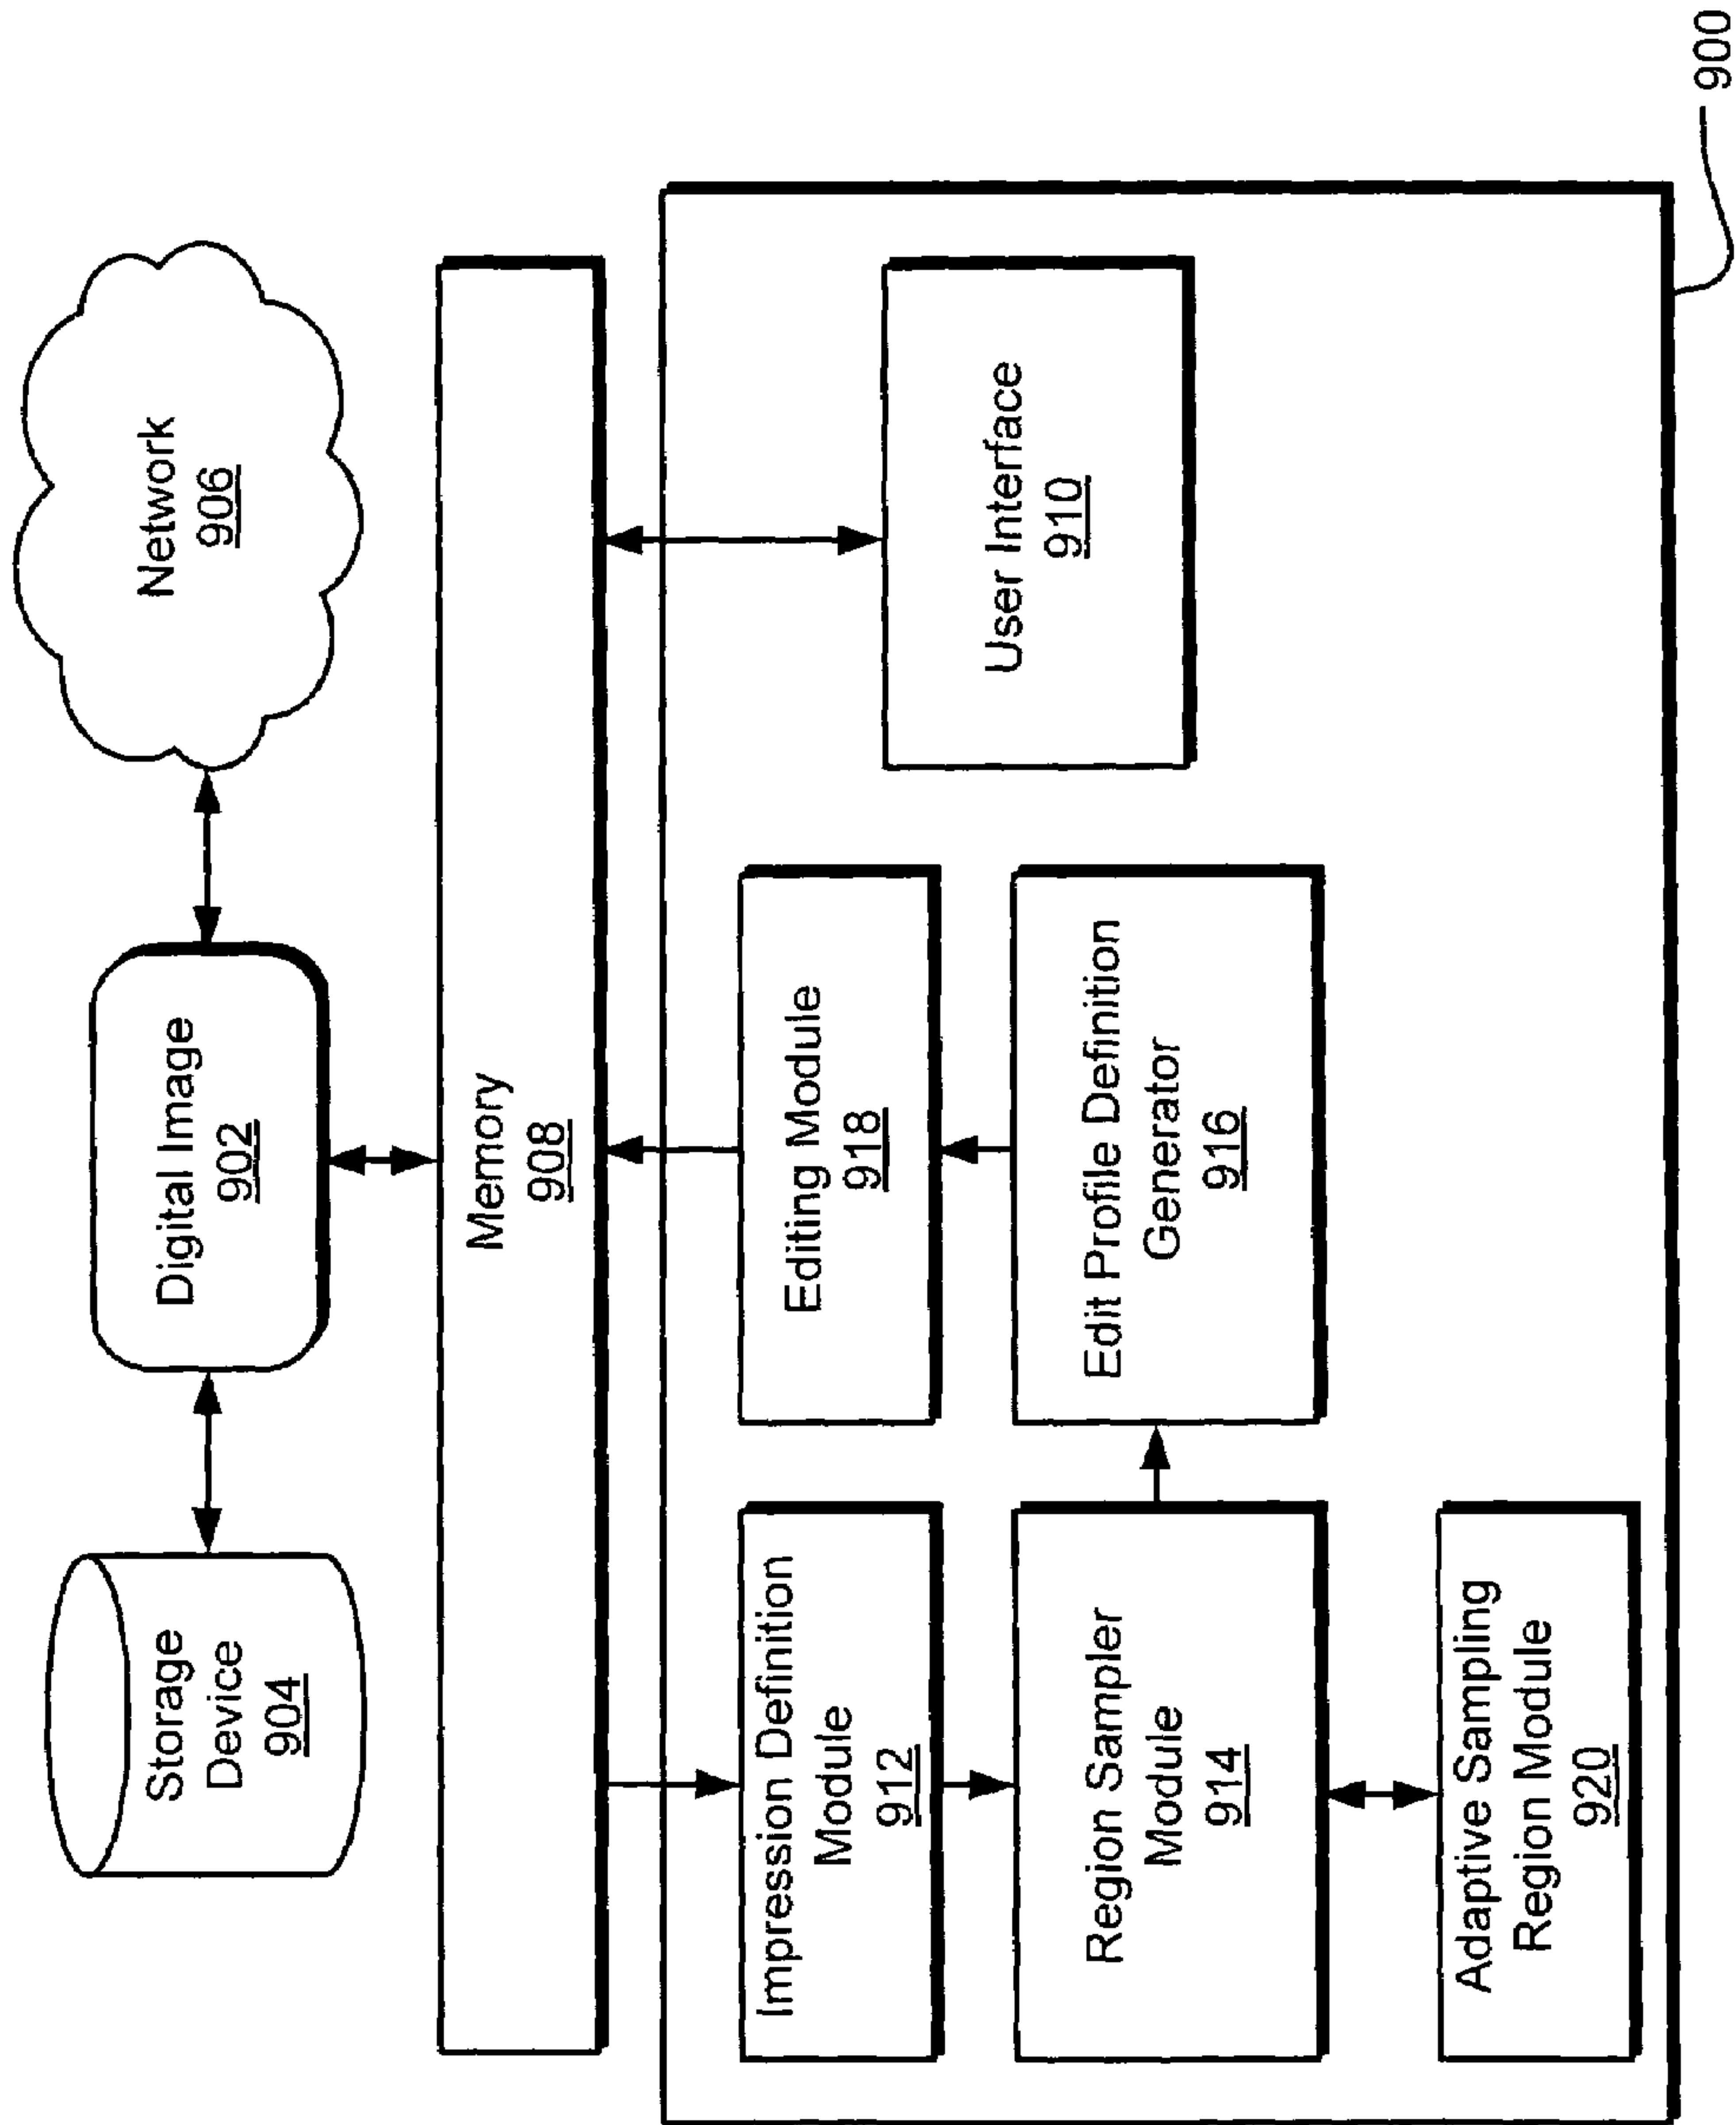 Storage
Device
904
Digital Image
902
Network
906
Memory
908
Impression Definition
Module
912
Editing Module
918
User Interface
910
Region Sampler
Module
914
Edit Profile Definition
Generator
916
Adaptive Sampling
Region Module
920
900